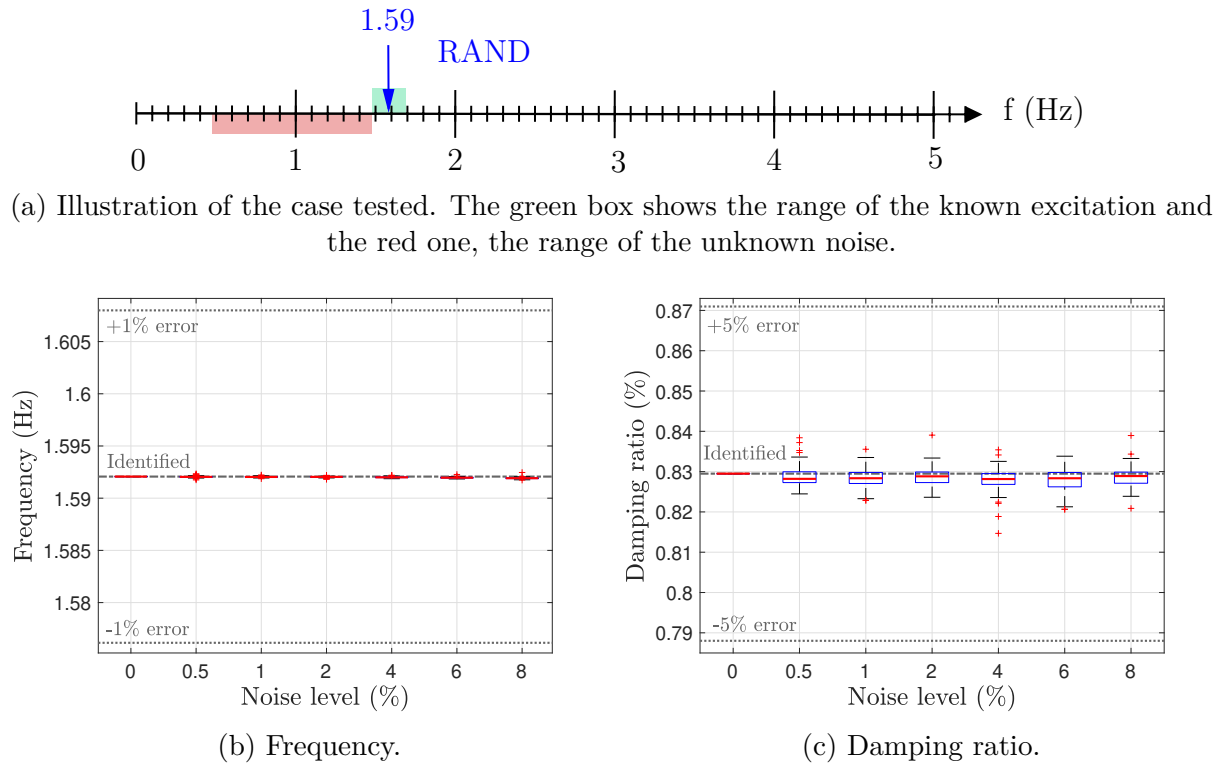 1.59
RAND
f (Hz)
0 1 2 3 4 5
(a) Illustration of the case tested. The green box shows the range of the known excitation and
the red one, the range of the unknown noise.
+1% error
1.605
1.6
1.595
Identified
1.59
1.585
1.58
-1% error
Frequency (Hz)
0 0.5 1 2 4 6 8
Noise level (%)
(b) Frequency.
0.87
+5% error
0.86
0.85
0.84
Identified
0.83
0.82
0.81
0.8
-5% error
0.79
Damping ratio (%)
0 0.5 1 2 4 6 8
Noise level (%)
(c) Damping ratio.